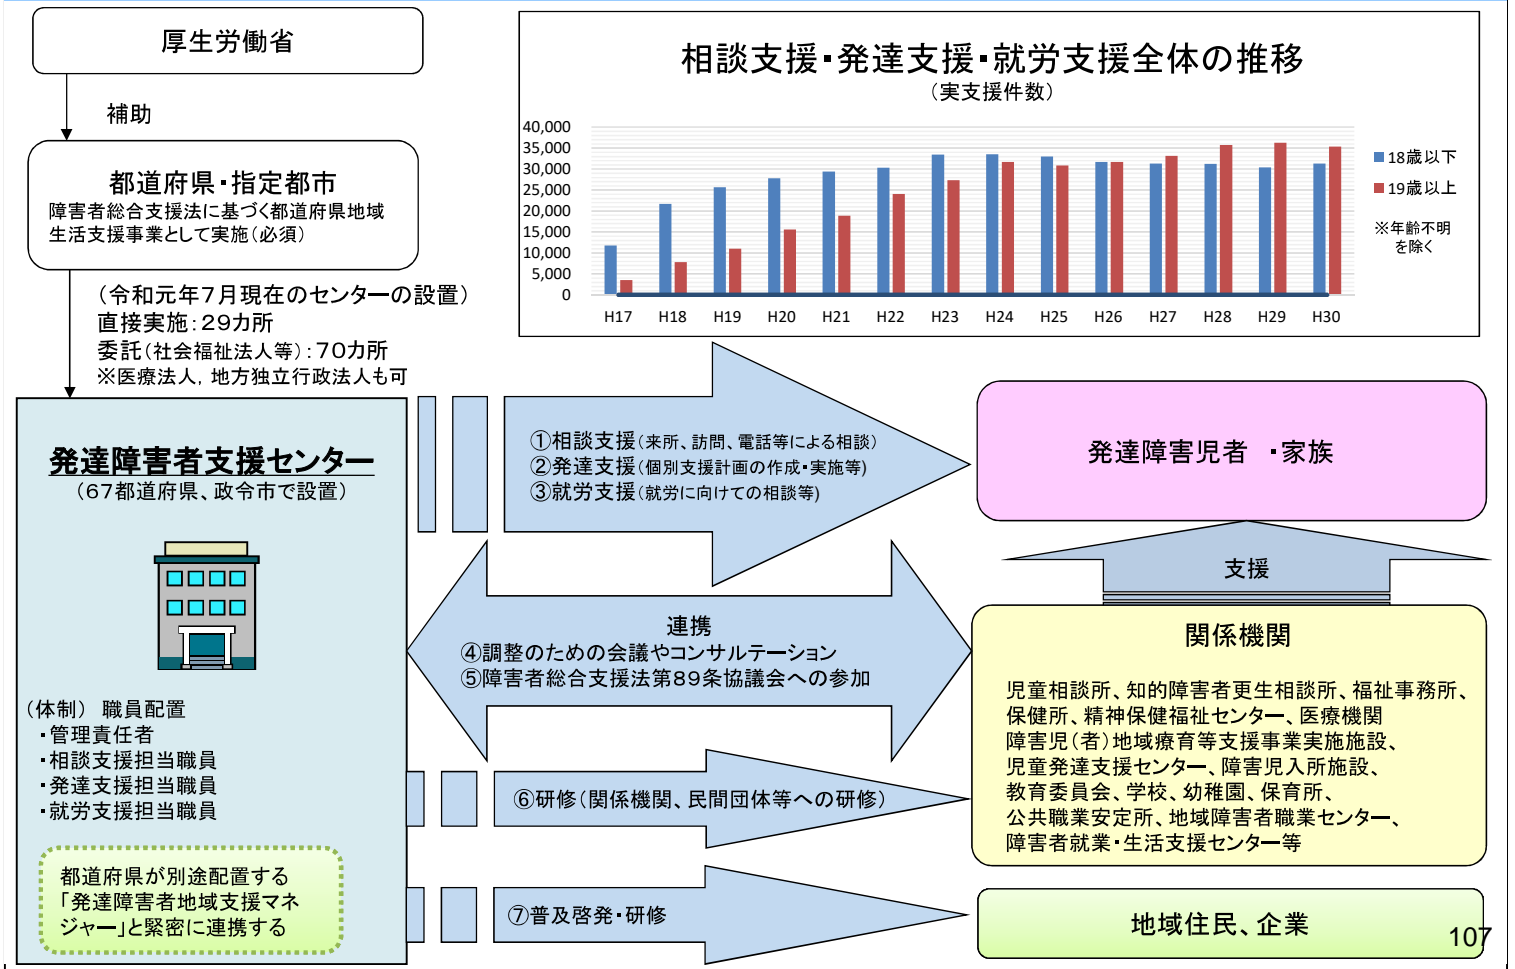 厚生労働省
補助
都道府県・指定都市
障害者総合支援法に基づく都道府県地域
生活支援事業として実施(必須)
(令和元年7月現在のセンターの設置)
直接実施:29カ所
委託(社会福祉法人等):70カ所
※医療法人,地方独立行政法人も可
相談支援・発達支援・就労支援全体の推移
(実支援件数)
40,000
35,000
30,000
25,000
20,000
15,000
10,000
5,000
0
H17 H18 H19 H20 H21 H22 H23 H24 H25 H26 H27 H28 H29 H30
18歳以下
19歳以上
※年齢不明
を除く
発達障害者支援センター
(67都道府県、政令市で設置)
(体制) 職員配置
・管理責任者
・相談支援担当職員
・発達支援担当職員
・就労支援担当職員
都道府県が別途配置する
「発達障害者地域支援マネ
ジャー」と緊密に連携する
①相談支援(来所、訪問、電話等による相談)
②発達支援(個別支援計画の作成・実施等)
③就労支援(就労に向けての相談等)
発達障害児者 ・家族
支援
連携
④調整のための会議やコンサルテーション
⑤障害者総合支援法第89条協議会への参加
関係機関
児童相談所、知的障害者更生相談所、福祉事務所、
保健所、精神保健福祉センター、医療機関
障害児(者)地域療育等支援事業実施施設、
児童発達支援センター、障害児入所施設、
教育委員会、学校、幼稚園、保育所、
公共職業安定所、地域障害者職業センター、
障害者就業・生活支援センター等
⑥研修(関係機関、民間団体等への研修)
⑦普及啓発・研修
地域住民、企業
107